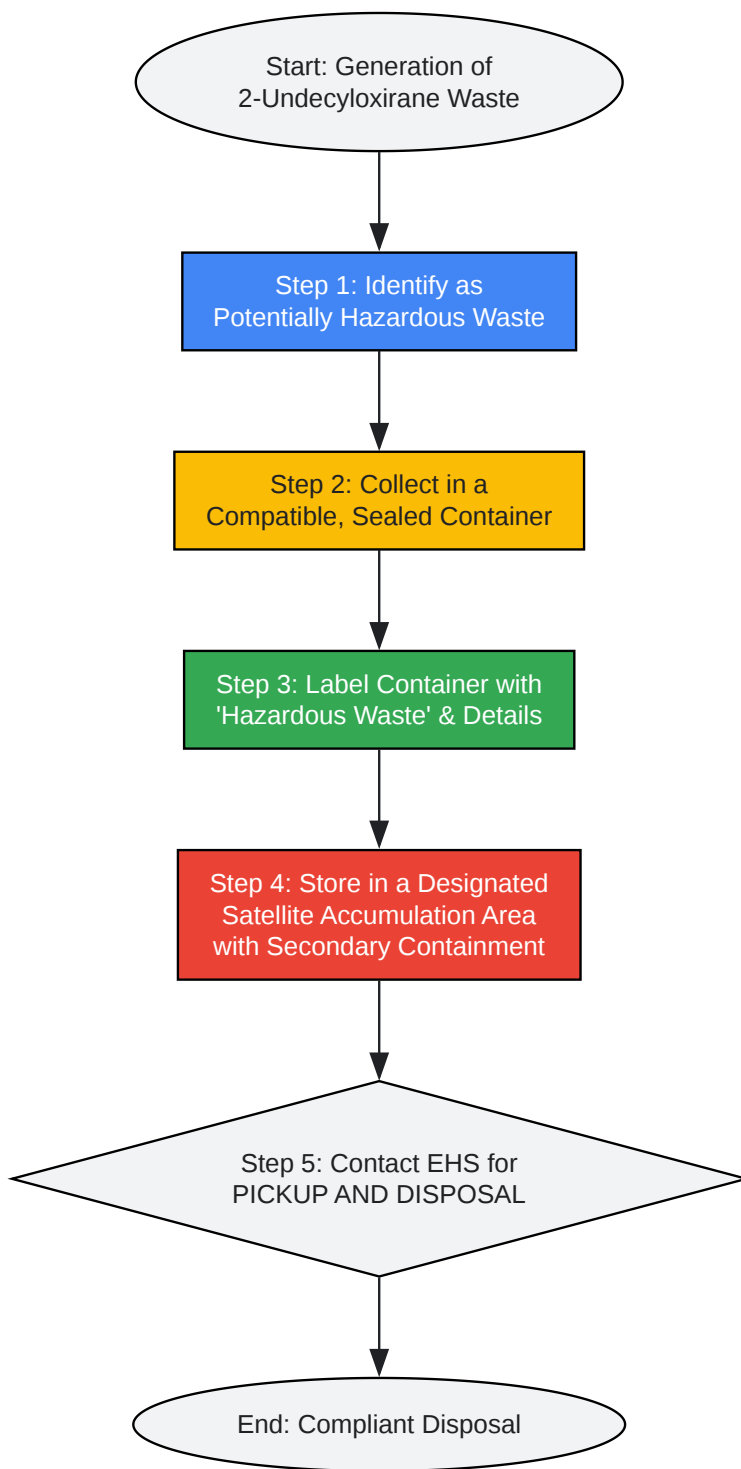 Start: Generation of
2-Undecyloxirane Waste
Step 1: Identify as
Potentially Hazardous Waste
Step 2: Collect in a
Compatible, Sealed Container
Step 3: Label Container with
'Hazardous Waste' & Details
Step 4: Store in a Designated
Satellite Accumulation Area
with Secondary Containment
Step 5: Contact EHS for
PICKUP AND DISPOSAL
End: Compliant Disposal